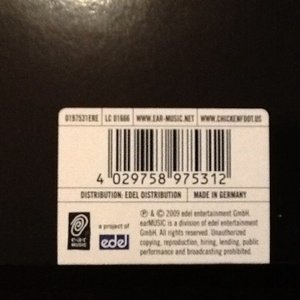 0197531ERE LC 01666 WWW.EAR-MUSIC.NET WWW.CHICKENFOOT.US
4 029758 975312
DISTRIBUTION: EDEL DISTRIBUTION MADE IN GERMANY
℗ & © 2009 edel entertainment GmbH.
earMUSIC is a division of edel entertainment
GmbH. All rights reserved. Unauthorized
copying, reproduction, hiring, lending, public
performance and broadcasting prohibited.
e·a·r
MUSIC
a project of
edel